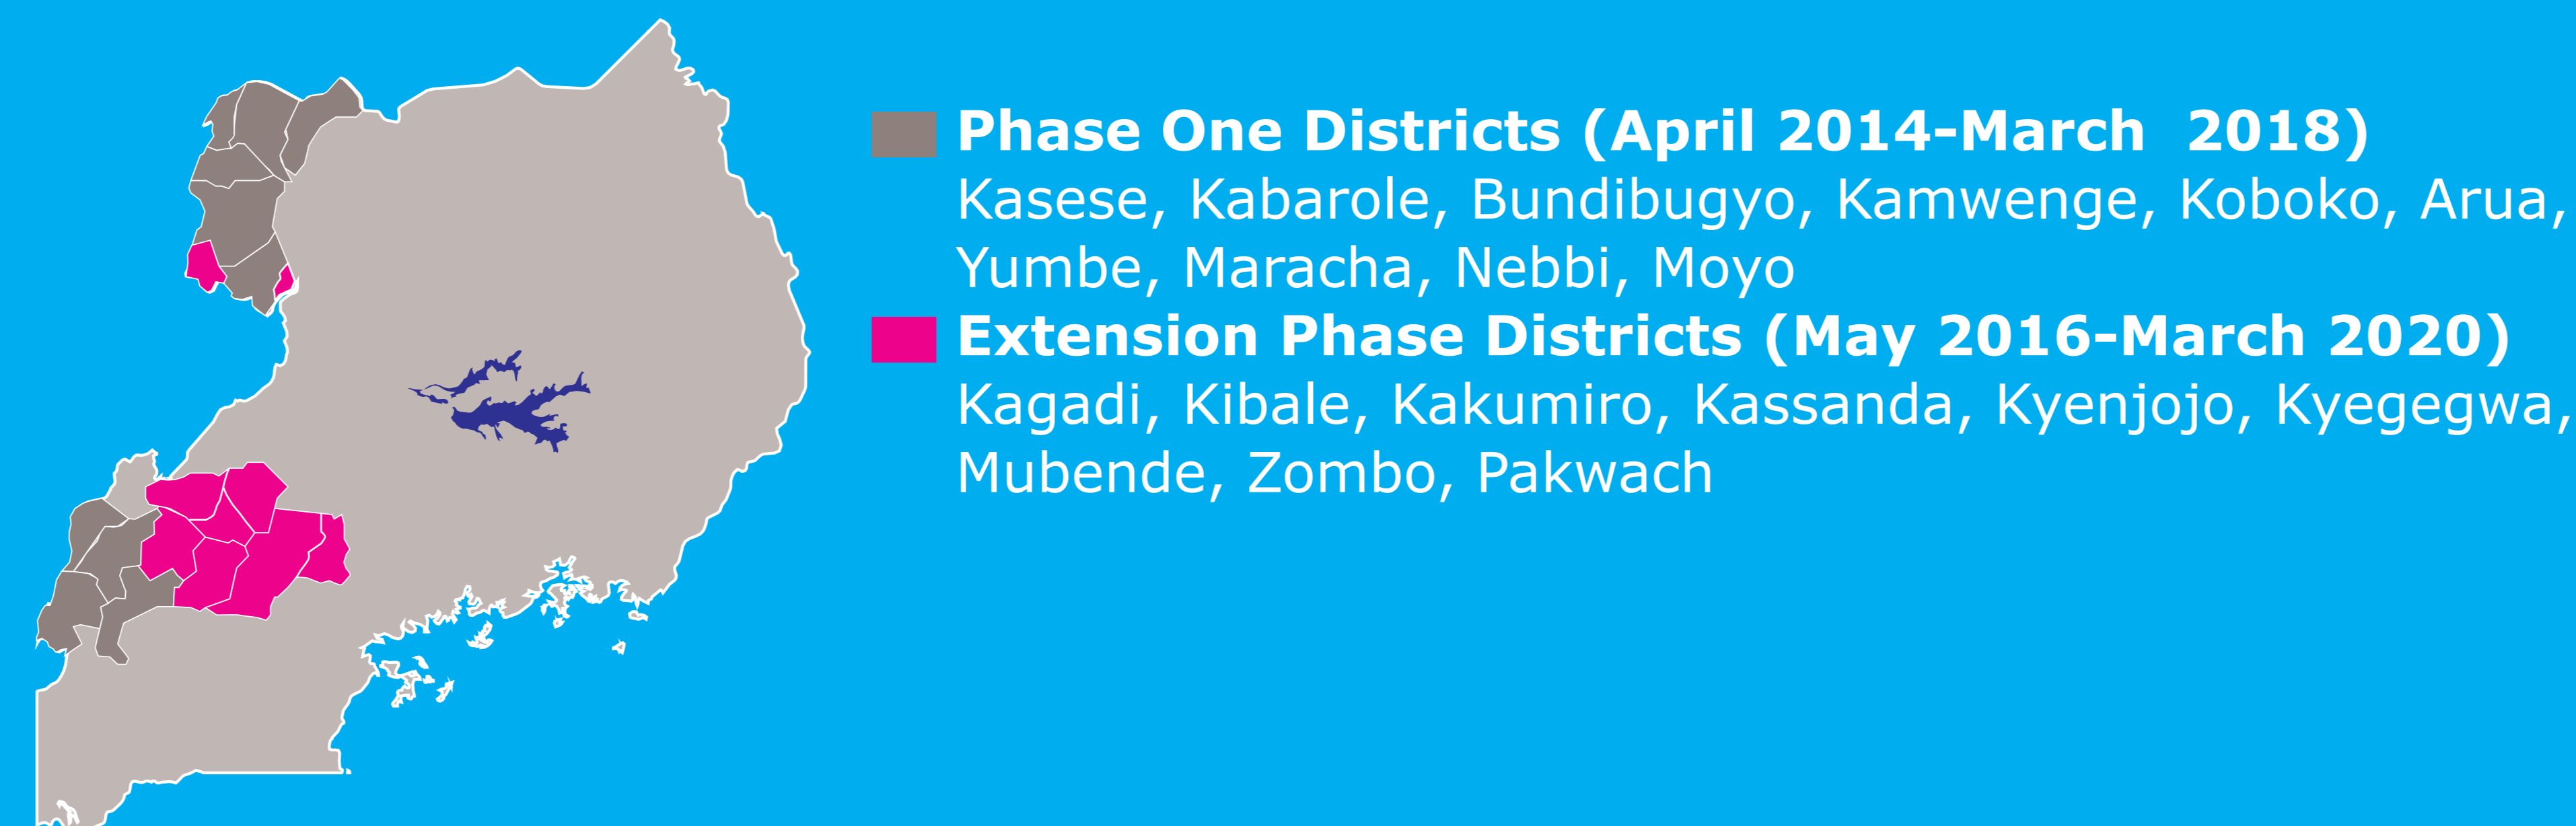 Phase One Districts (April 2014-March  2018)
Kasese, Kabarole, Bundibugyo, Kamwenge, Koboko, Arua,
Yumbe, Maracha, Nebbi, Moyo
Extension Phase Districts (May 2016-March 2020)
Kagadi, Kibale, Kakumiro, Kassanda, Kyenjojo, Kyegegwa,
Mubende, Zombo, Pakwach